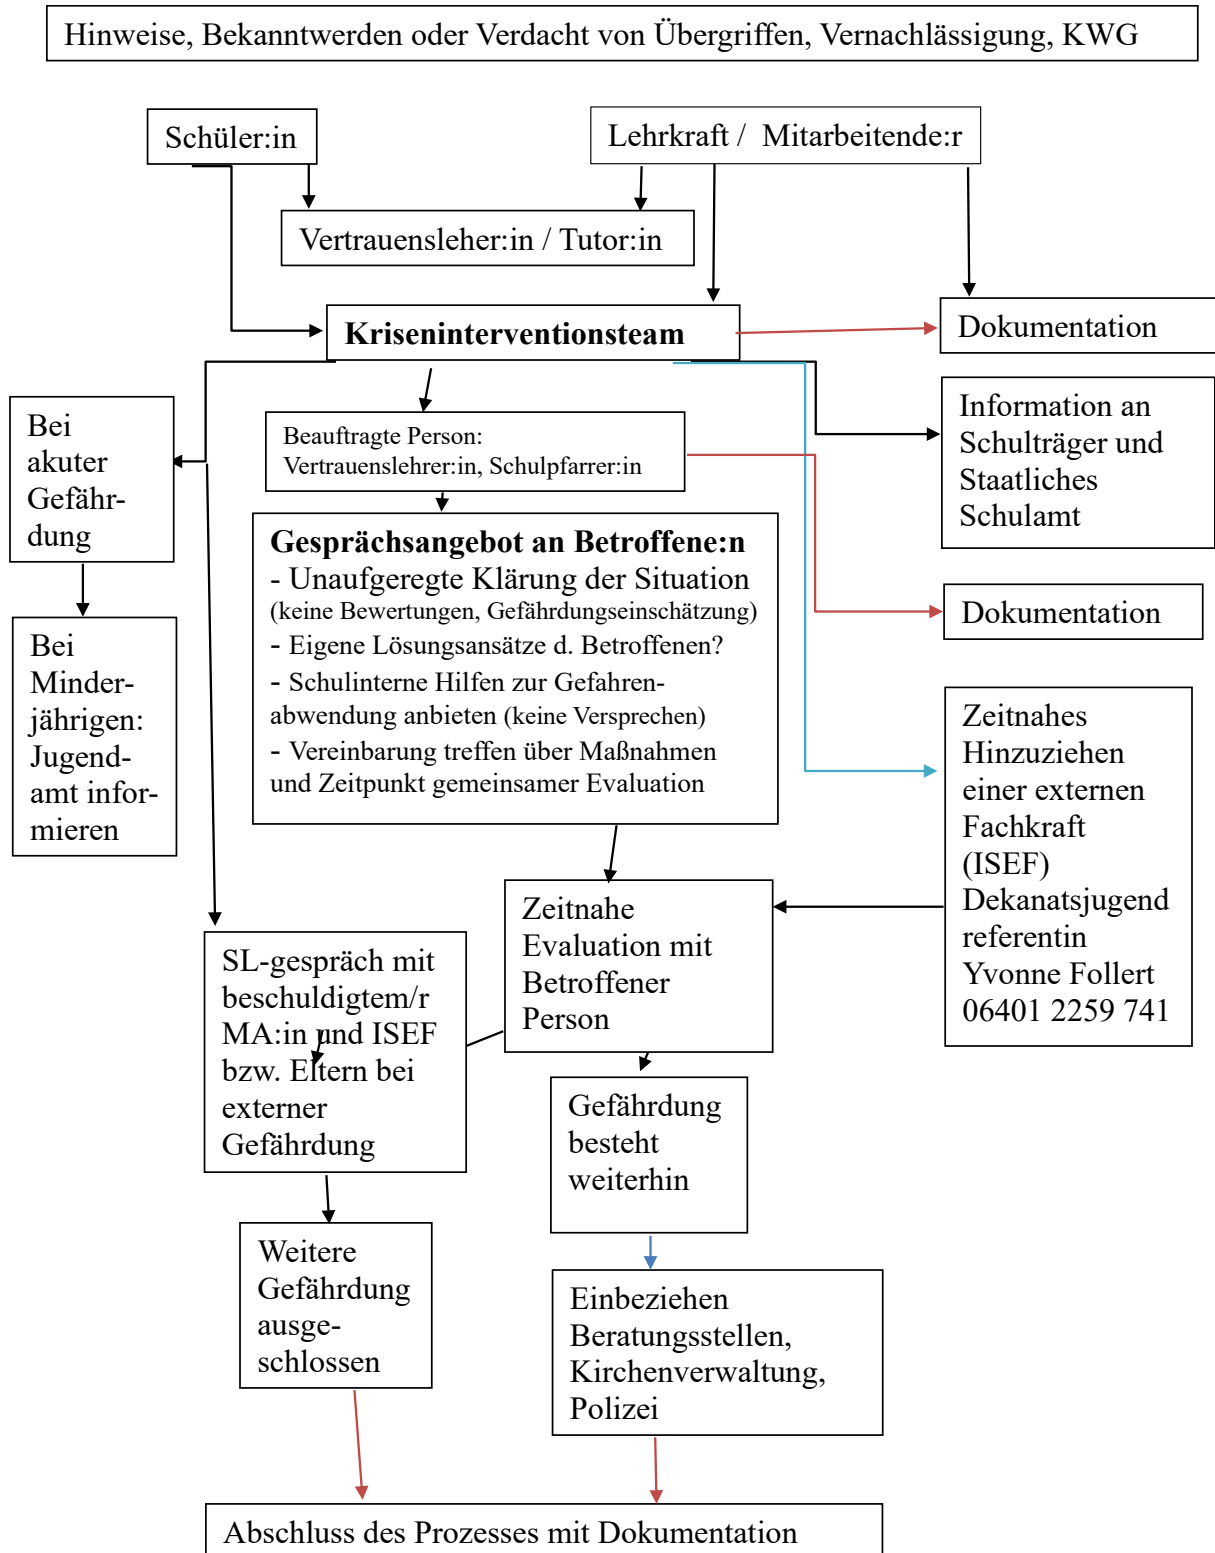 Hinweise, Bekanntwerden oder Verdacht von Übergriffen, Vernachlässigung, KWG
Schüler:in
Lehrkraft /  Mitarbeitende:r
Vertrauensleher:in / Tutor:in
Kriseninterventionsteam
Dokumentation
Bei
akuter
Gefähr-
dung
Beauftragte Person:
Vertrauenslehrer:in, Schulpfarrer:in
Information an
Schulträger und
Staatliches
Schulamt
Gesprächsangebot an Betroffene:n
- Unaufgeregte Klärung der Situation
(keine Bewertungen, Gefährdungseinschätzung)
- Eigene Lösungsansätze d. Betroffenen?
- Schulinterne Hilfen zur Gefahren-
abwendung anbieten (keine Versprechen)
- Vereinbarung treffen über Maßnahmen
und Zeitpunkt gemeinsamer Evaluation
Dokumentation
Bei
Minder-
jährigen:
Jugend-
amt infor-
mieren
Zeitnahes
Hinzuziehen
einer externen
Fachkraft
(ISEF)
Dekanatsjugend
referentin
Yvonne Follert
06401 2259 741
Zeitnahe
Evaluation mit
Betroffener
Person
SL-gespräch mit
beschuldigtem/r
MA:in und ISEF
bzw. Eltern bei
externer
Gefährdung
Gefährdung
besteht
weiterhin
Weitere
Gefährdung
ausge-
schlossen
Einbeziehen
Beratungsstellen,
Kirchenverwaltung,
Polizei
Abschluss des Prozesses mit Dokumentation